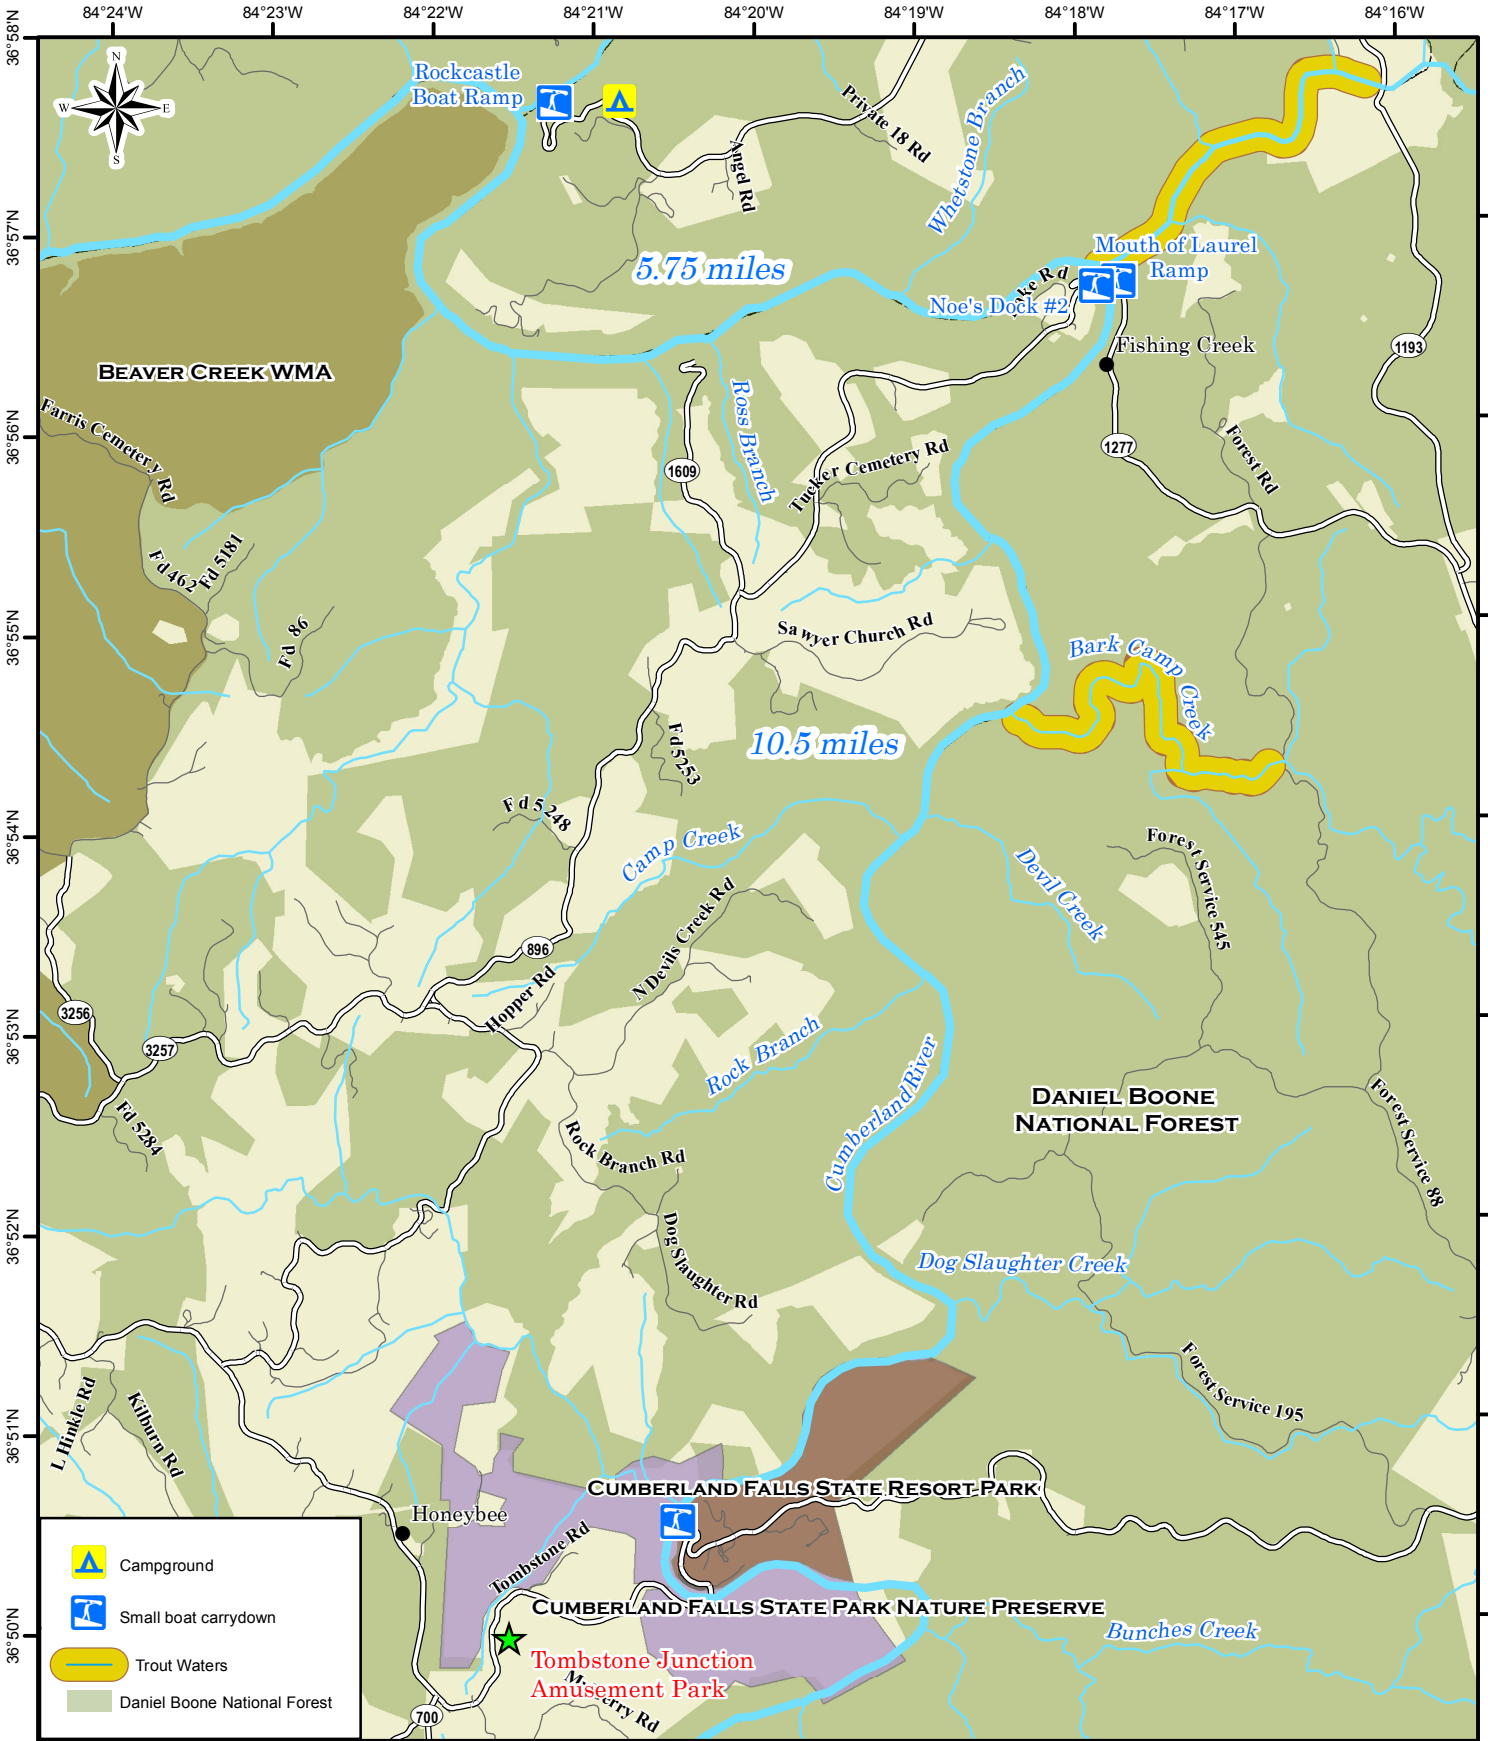 84°24'W
84°23'W
84°22'W
84°21'W
84°20'W
84°19'W
84°18'W
84°17'W
84°16'W
36°58'N
36°57'N
36°56'N
36°55'N
36°54'N
36°53'N
36°52'N
36°51'N
36°50'N
N
W
E
S
Rockcastle
Boat Ramp
Private 18 Rd
Angel Rd
Whetstone Branch
5.75 miles
Mouth of Laurel
Ramp
Noe's Dock #2
Fishing Creek
1193
BEAVER CREEK WMA
Farris Cemetery Rd
Ross Branch
1609
Tucker Cemetery Rd
1277
Forest Rd
Fd 462
Fd 5181
Fd 86
Sawyer Church Rd
Bark Camp Creek
10.5 miles
Fd 5253
Fd 5248
Camp Creek
Devil Creek
Forest Service 545
N Devils Creek Rd
896
Hopper Rd
3256
3257
Rock Branch
Cumberland River
DANIEL BOONE
NATIONAL FOREST
Fd 5284
Rock Branch Rd
Forest Service 88
Dog Slaughter Rd
Dog Slaughter Creek
Forest Service 195
L Hinkle Rd
Kilburn Rd
CUMBERLAND FALLS STATE RESORT PARK
Honeybee
Tombstone Rd
CUMBERLAND FALLS STATE PARK NATURE PRESERVE
Bunches Creek
Tombstone Junction
Amusement Park
700
Campground
Small boat carrydown
Trout Waters
Daniel Boone National Forest